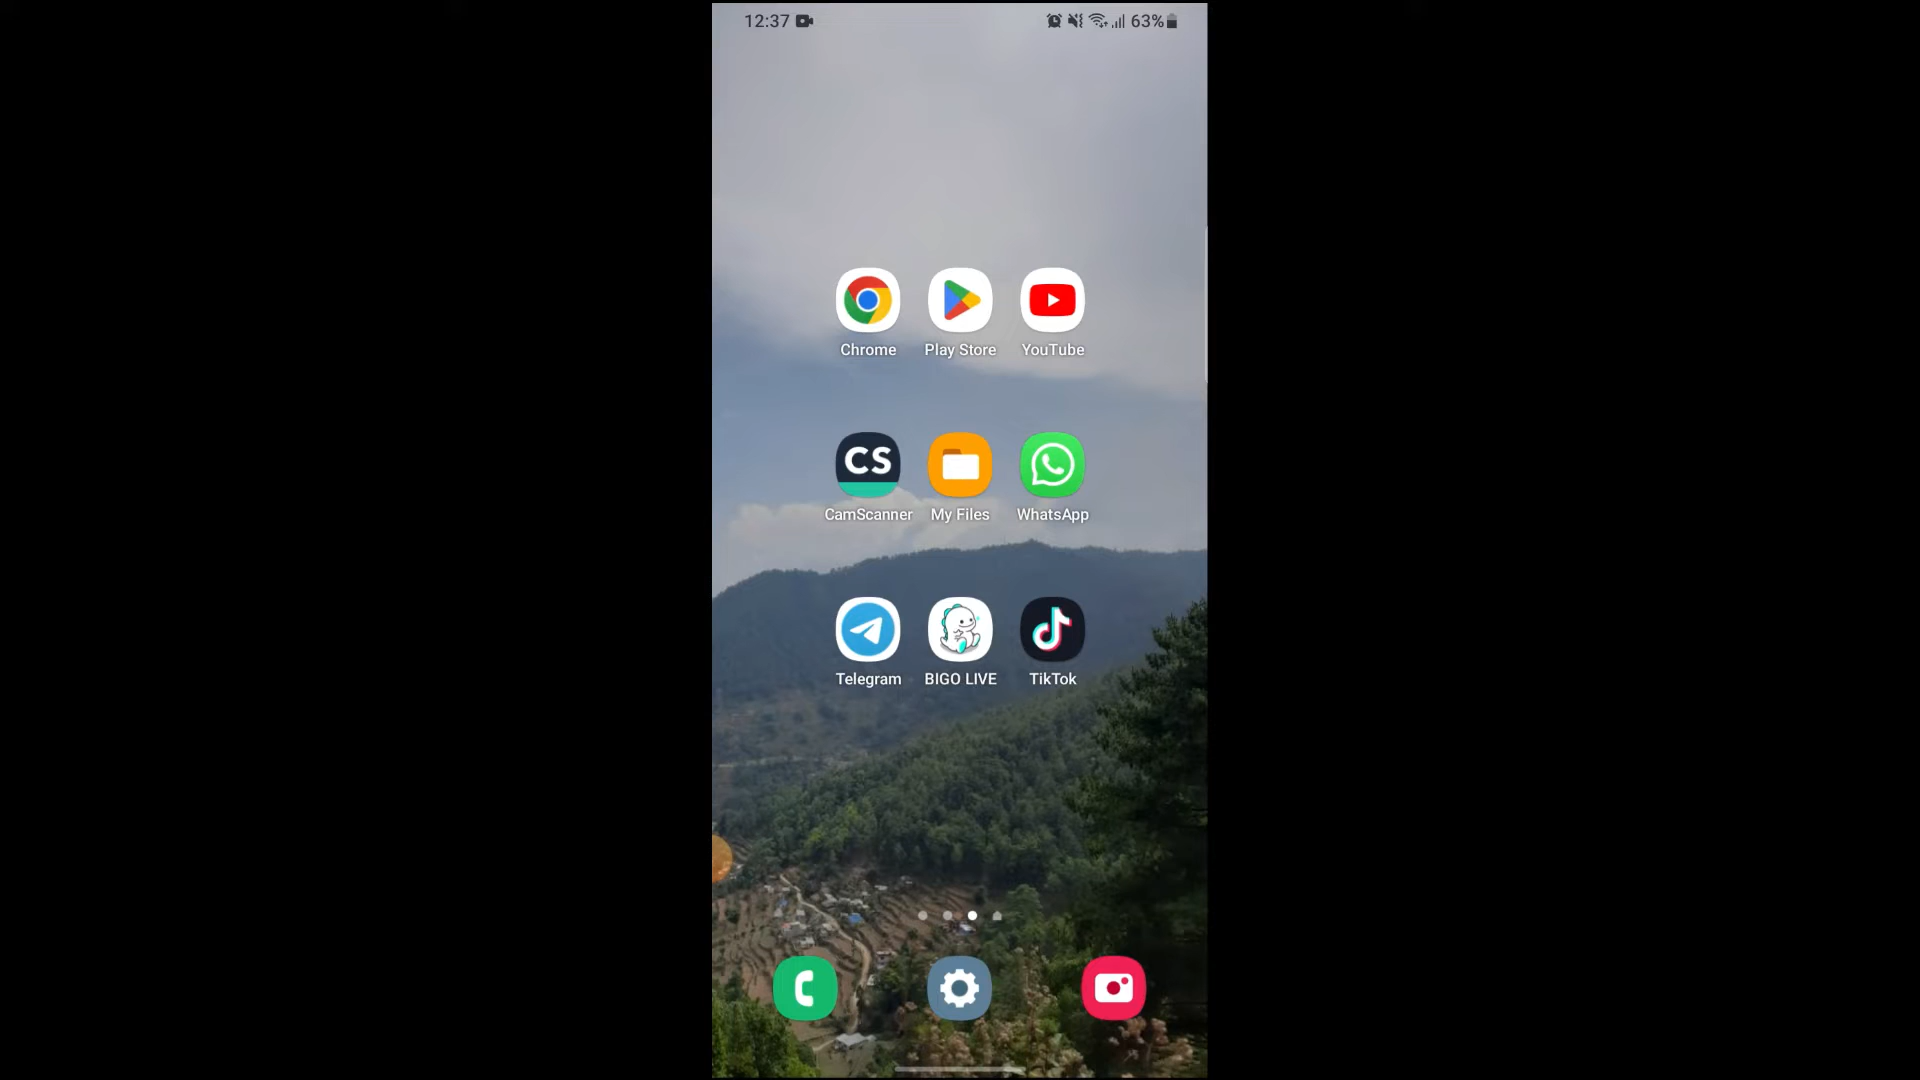 12:37 63%
Chrome Play Store YouTube
CS
CamScanner My Files WhatsApp
Telegram BIGO LIVE TikTok